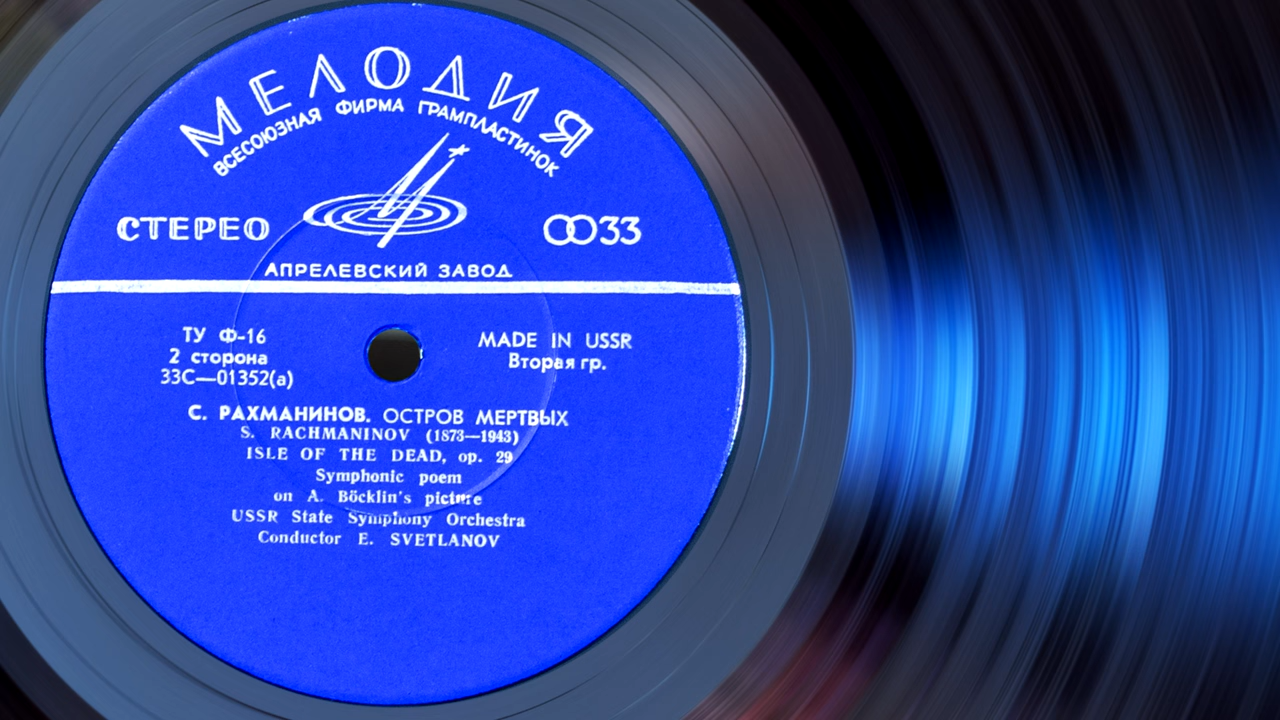 МЕЛОДИЯ
ВСЕСОЮЗНАЯ ФИРМА ГРАМПЛАСТИНОК
СТЕРЕО
33
АПРЕЛЕВСКИЙ ЗАВОД
ТУ Ф-16
2 сторона
33С—01352(а)
MADE IN USSR
Вторая гр.
С. РАХМАНИНОВ. ОСТРОВ МЕРТВЫХ
S. RACHMANINOV (1873—1943)
ISLE OF THE DEAD, op. 29
Symphonic poem
on A. Böcklin's picture
USSR State Symphony Orchestra
Conductor E. SVETLANOV